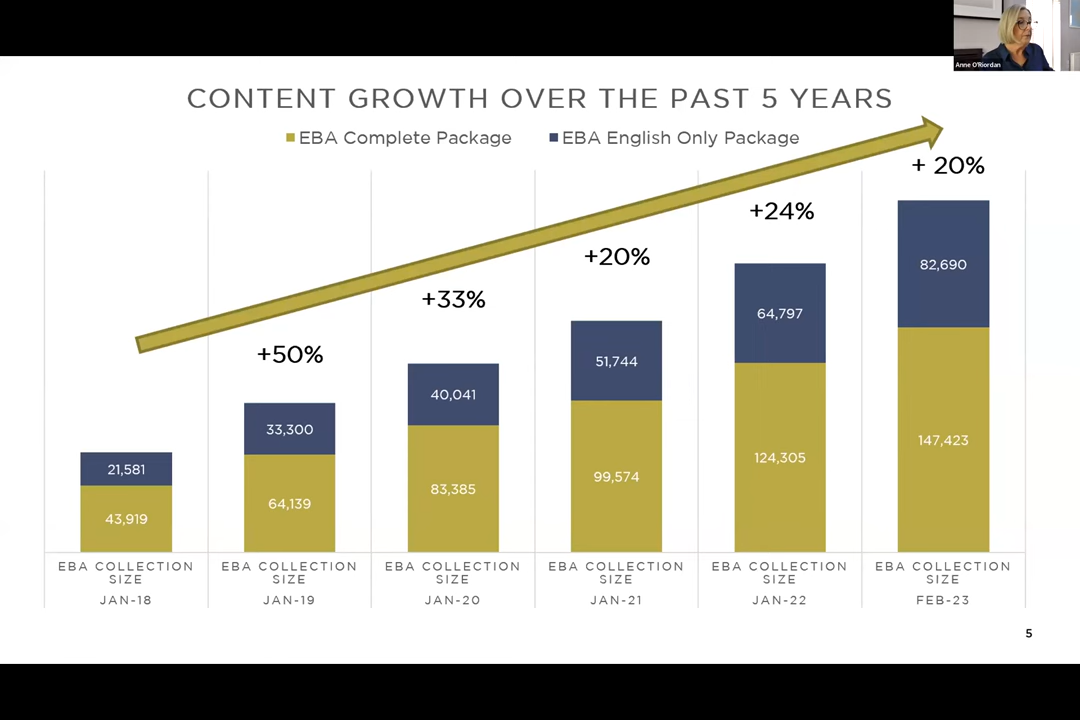 Anne O'Riordan
CONTENT GROWTH OVER THE PAST 5 YEARS
EBA Complete Package
EBA English Only Package
+ 20%
+24%
+20%
+33%
+50%
21,581
43,919
33,300
64,139
40,041
83,385
51,744
99,574
64,797
124,305
82,690
147,423
EBA COLLECTION
SIZE
JAN-18
EBA COLLECTION
SIZE
JAN-19
EBA COLLECTION
SIZE
JAN-20
EBA COLLECTION
SIZE
JAN-21
EBA COLLECTION
SIZE
JAN-22
EBA COLLECTION
SIZE
FEB-23
5